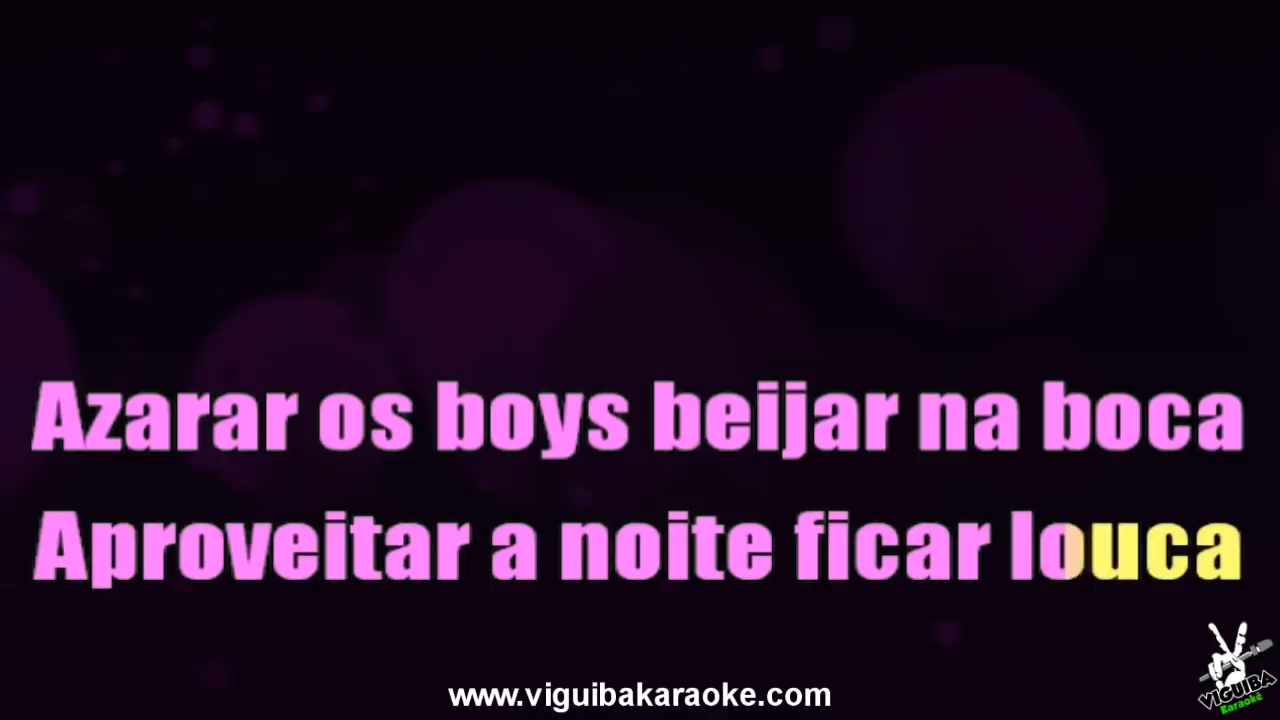 Azarar os boys beijar na boca
Aproveitar a noite ficar louca
www.viguibakaraoke.com
VIGUIBA
Karaokê